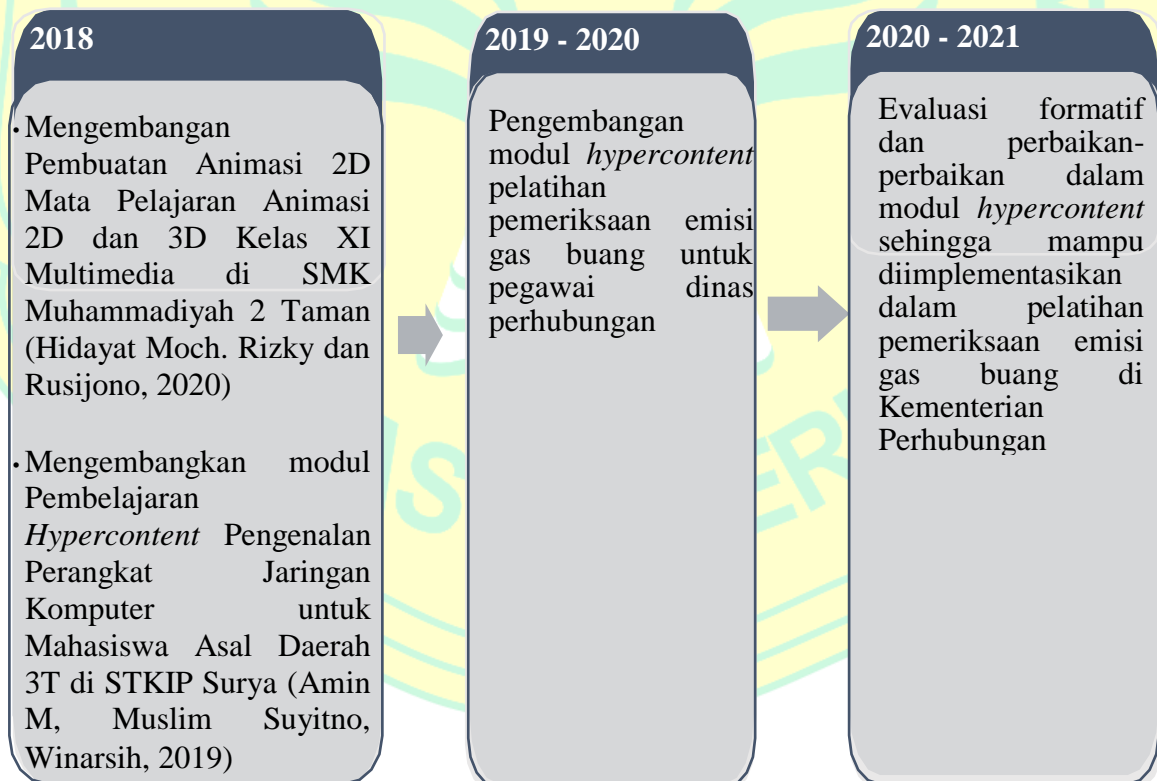 2018
• Mengembangan
Pembuatan Animasi 2D
Mata Pelajaran Animasi
2D dan 3D Kelas XI
Multimedia di SMK
Muhammadiyah 2 Taman
(Hidayat Moch. Rizky dan
Rusijono, 2020)
• Mengembangkan modul
Pembelajaran
Hypercontent Pengenalan
Perangkat Jaringan
Komputer untuk
Mahasiswa Asal Daerah
3T di STKIP Surya (Amin
M, Muslim Suyitno,
Winarsih, 2019)
2019 - 2020
Pengembangan
modul hypercontent
pelatihan
pemeriksaan emisi
gas buang untuk
pegawai dinas
perhubungan
2020 - 2021
Evaluasi formatif
dan perbaikan-
perbaikan dalam
modul hypercontent
sehingga mampu
diimplementasikan
dalam pelatihan
pemeriksaan emisi
gas buang di
Kementerian
Perhubungan